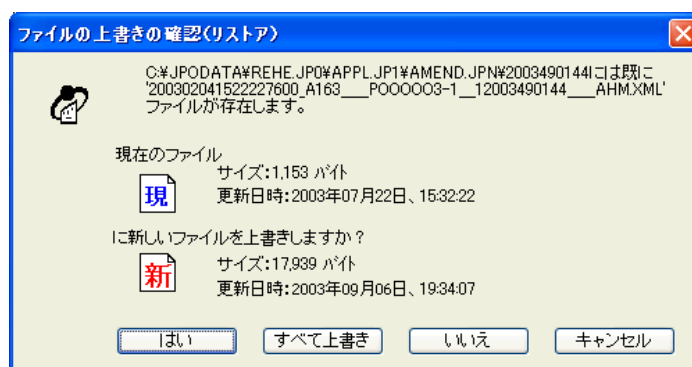 ファイルの上書きの確認(リストア)
C:¥JPODATA¥REHE.JP0¥APPL.JP1¥AMEND.JPN¥2003490144には既に
'200302041522227600_A163___P000003-1__12003490144___AHM.XML'
ファイルが存在します。
現在のファイル
現
サイズ:1,153 バイト
更新日時:2003年07月22日、15:32:22
に新しいファイルを上書きしますか?
新
サイズ:17,939 バイト
更新日時:2003年09月06日、19:34:07
はい
すべて上書き
いいえ
キャンセル